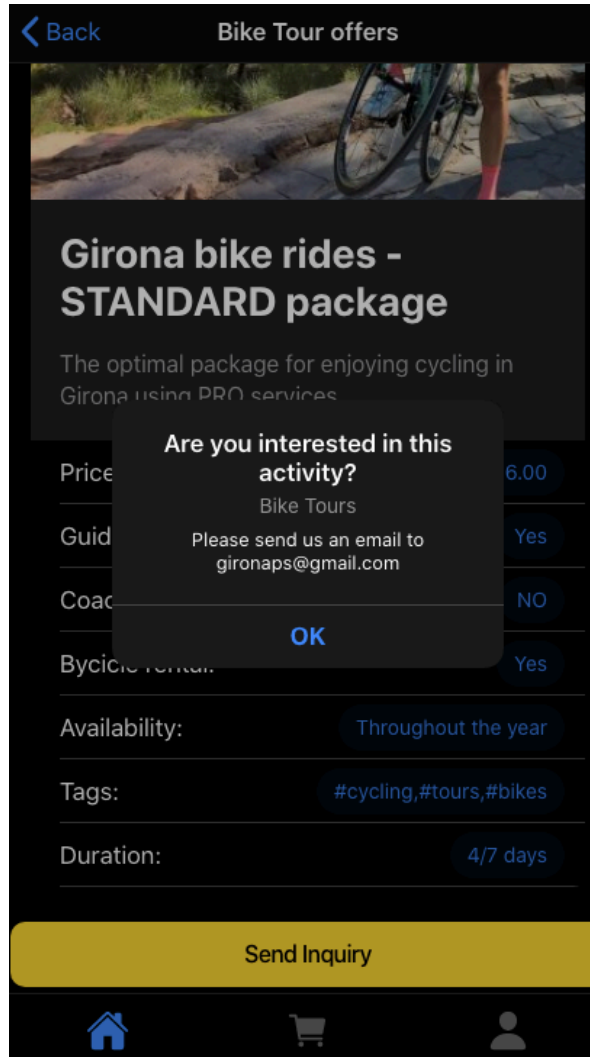 Back
Bike Tour offers
Girona bike rides -
STANDARD package
The optimal package for enjoying cycling in
Girona using PRO services
Are you interested in this
activity?
Bike Tours
Please send us an email to
gironaps@gmail.com
OK
Price
6.00
Guid
Yes
Coac
NO
Bycicle rental:
Yes
Availability:
Throughout the year
Tags:
#cycling,#tours,#bikes
Duration:
4/7 days
Send Inquiry